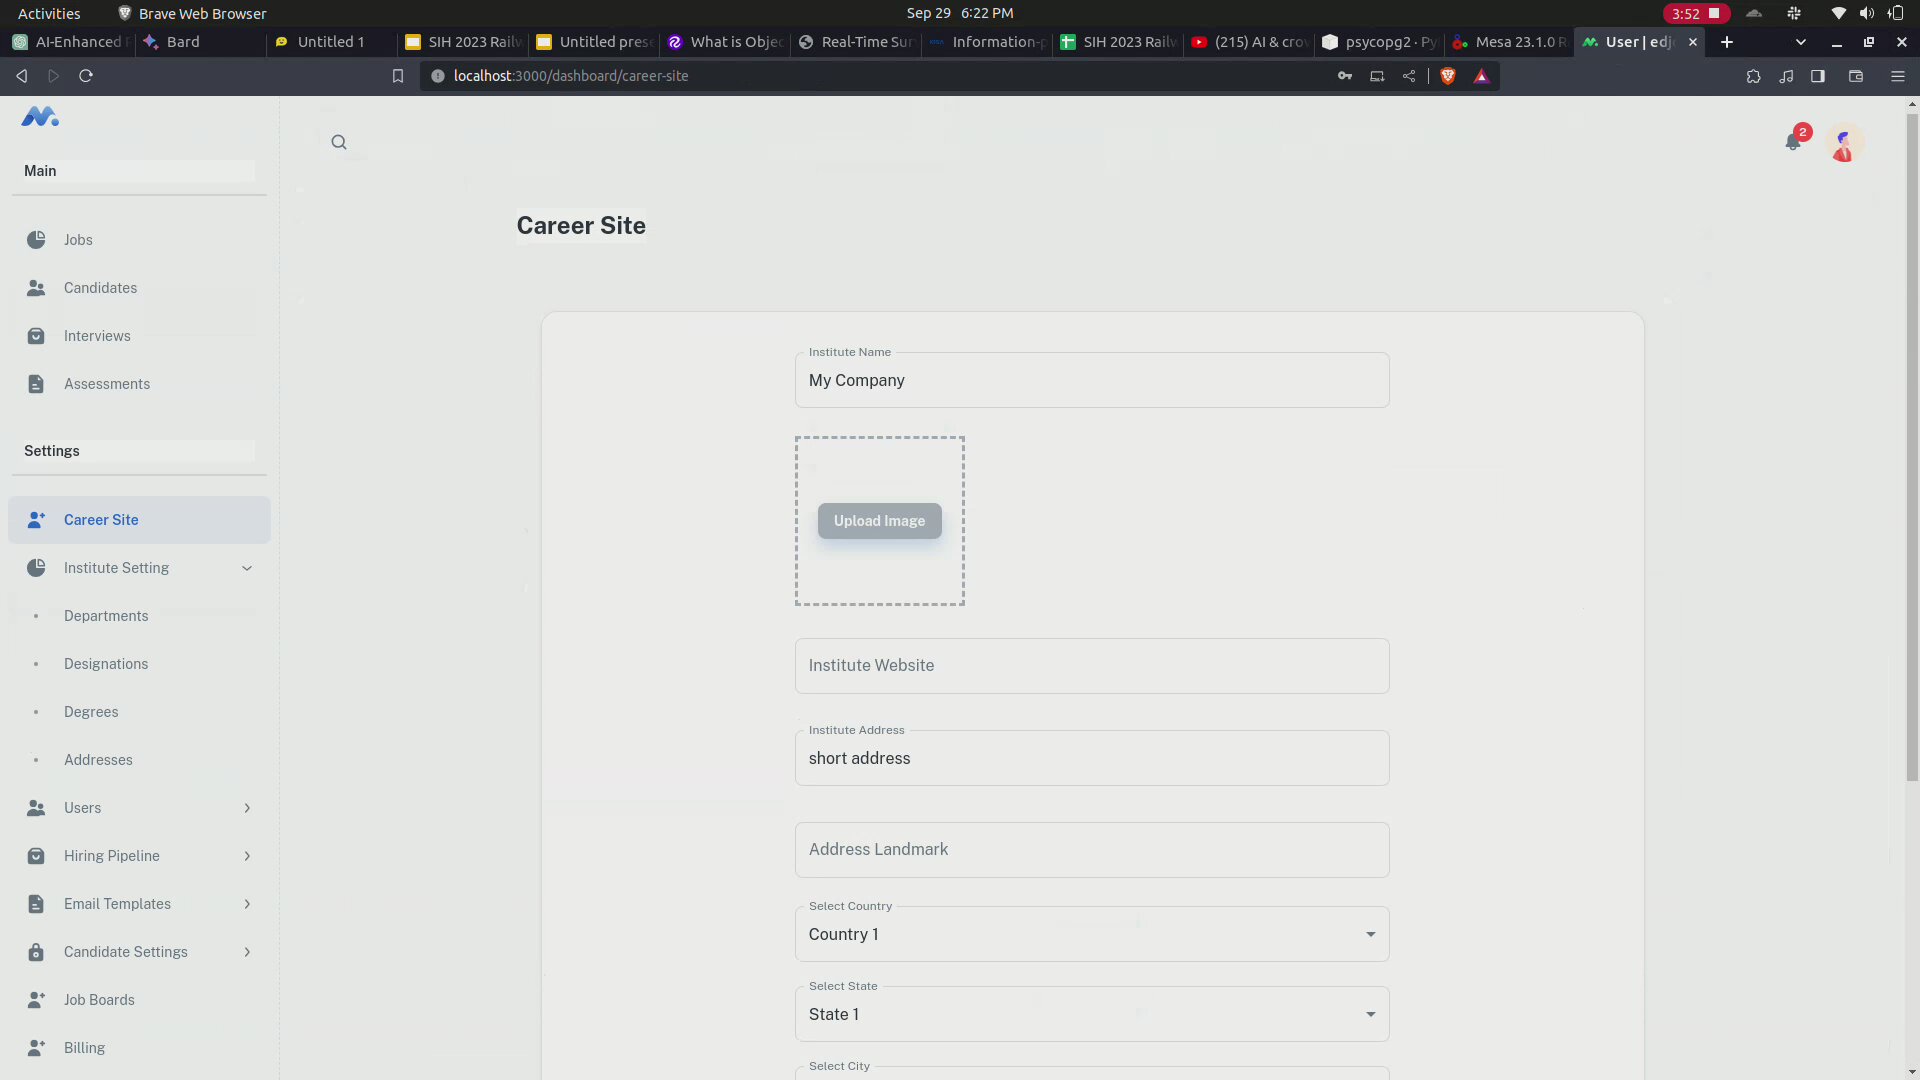 Activities
Brave Web Browser
Sep 29 6:22 PM
3:52
AI-Enhanced
Bard
Untitled 1
SIH 2023 Railw
Untitled prese
What is Objec
Real-Time Sur
Information-p
SIH 2023 Railw
(215) AI & crow
psycopg2 · Py
Mesa 23.1.0 R
User | edj
localhost:3000/dashboard/career-site
2
Main
Jobs
Candidates
Interviews
Assessments
Settings
Career Site
Institute Setting
Departments
Designations
Degrees
Addresses
Users
Hiring Pipeline
Email Templates
Candidate Settings
Job Boards
Billing
Career Site
Institute Name
My Company
Upload Image
Institute Website
Institute Address
short address
Address Landmark
Select Country
Country 1
Select State
State 1
Select City